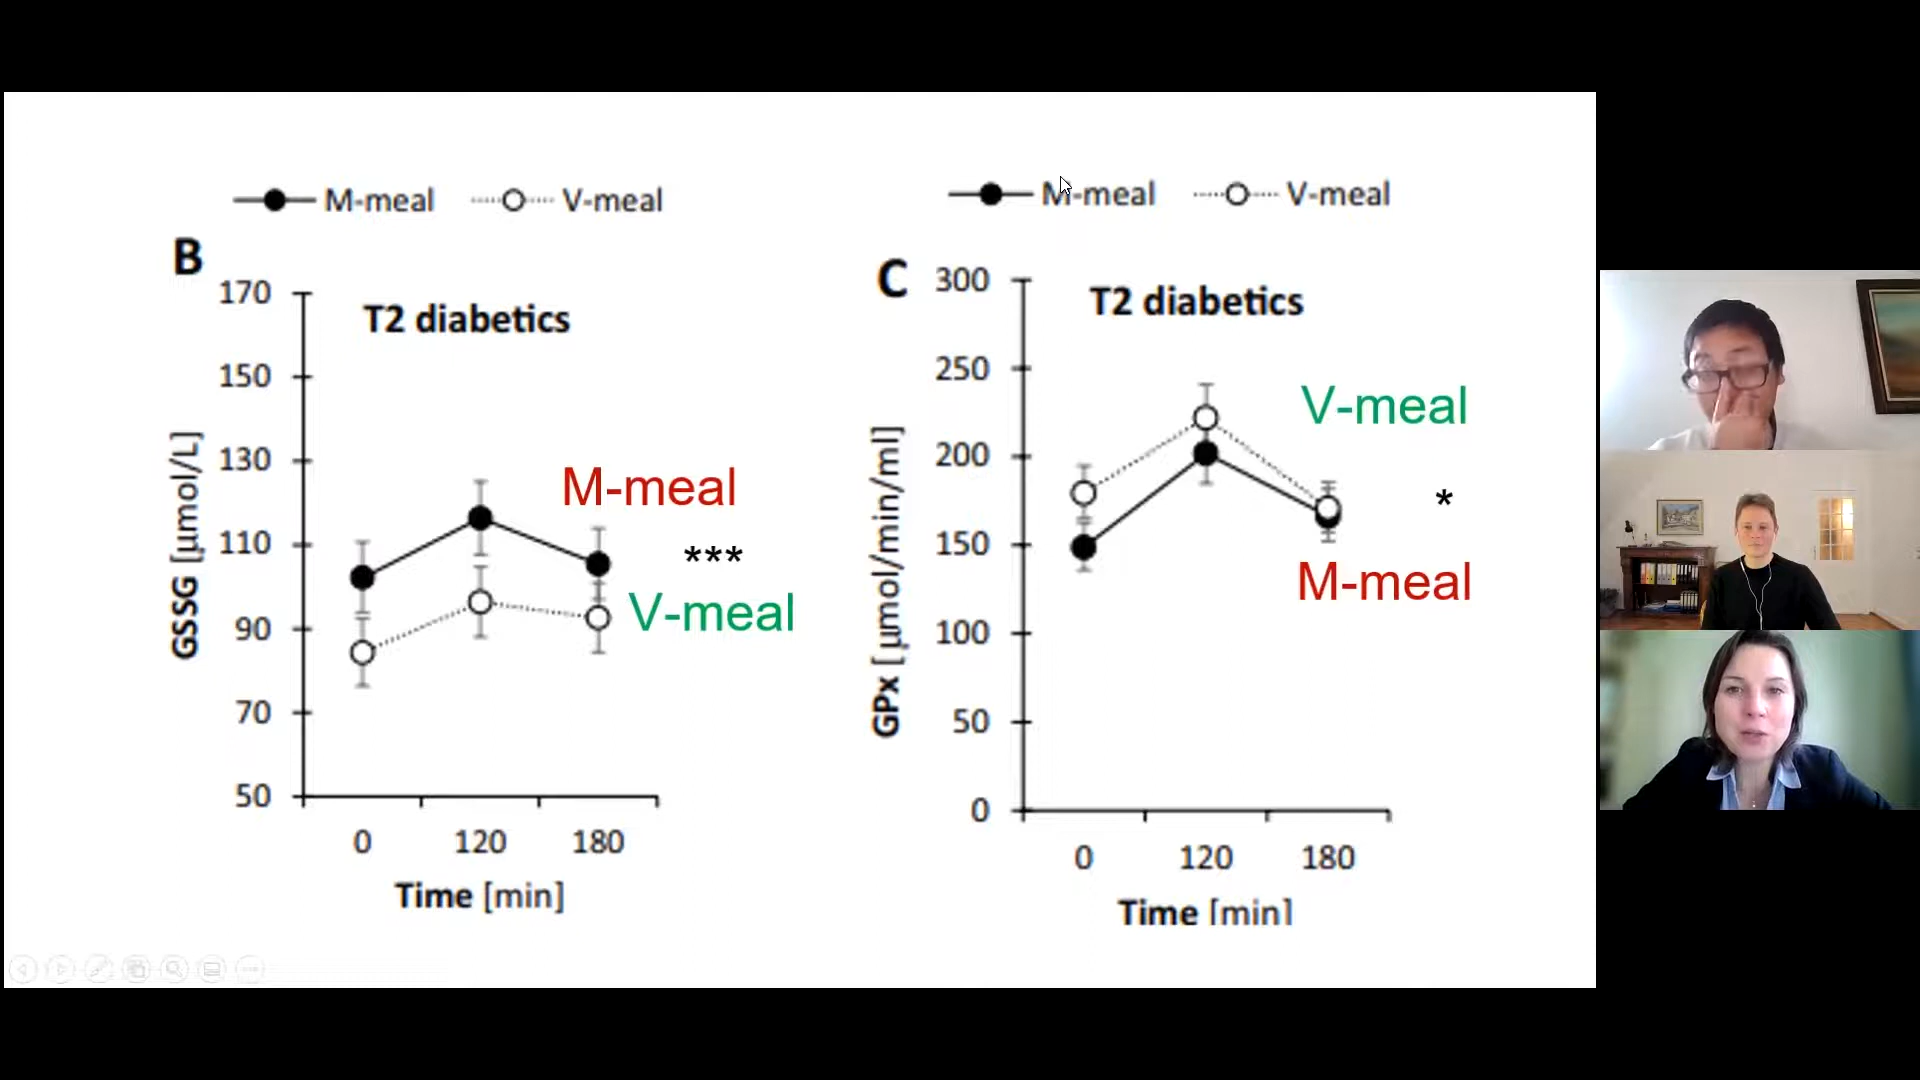 M-meal V-meal
B
T2 diabetics
170
150
130
110
90
70
50
GSSG [µmol/L]
M-meal
***
V-meal
0 120 180
Time [min]
M-meal V-meal
C
T2 diabetics
300
250
200
150
100
50
0
GPx [µmol/min/ml]
V-meal
*
M-meal
0 120 180
Time [min]